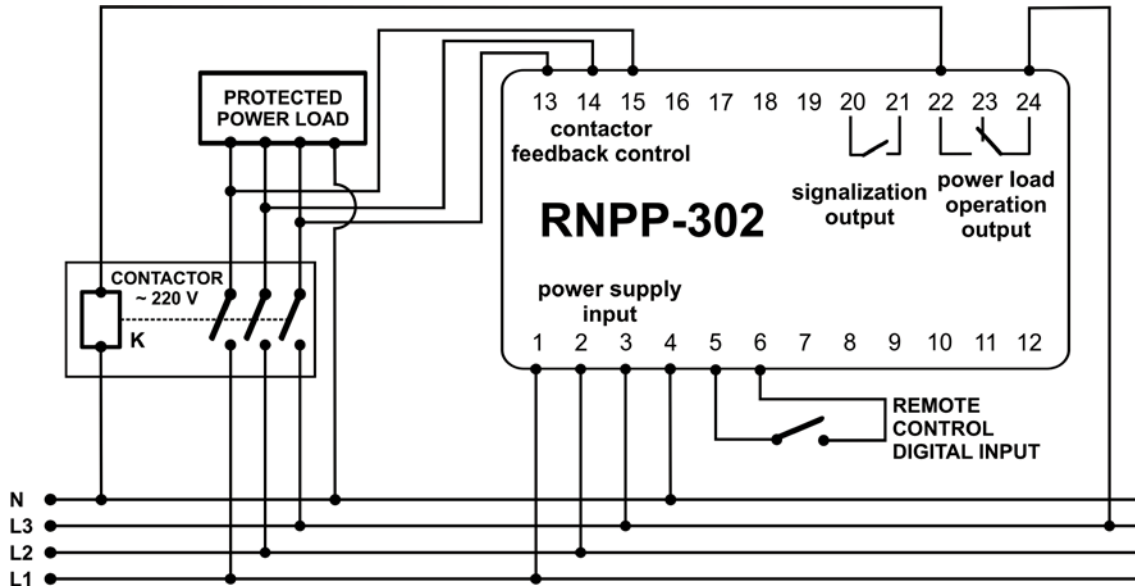 PROTECTED
POWER LOAD
13 14 15 16 17 18 19 20 21 22 23 24
contactor
feedback control
signalization
output
power load
operation
output
RNPP-302
CONTACTOR
~ 220 V
K
power supply
input
1 2 3 4 5 6 7 8 9 10 11 12
REMOTE
CONTROL
DIGITAL INPUT
N
L3
L2
L1